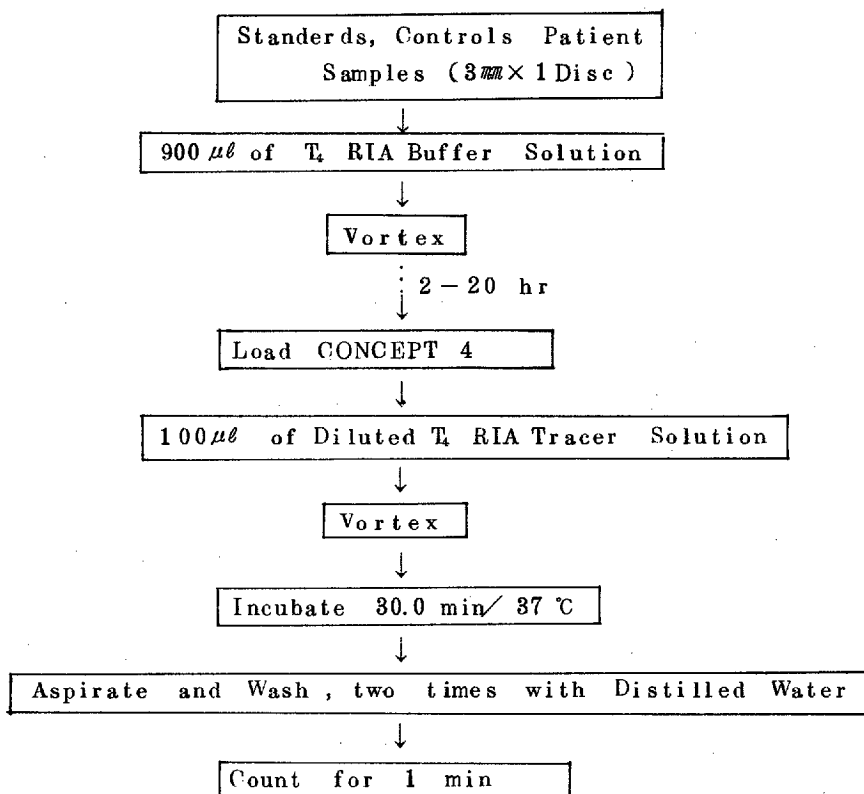 Standerds, Controls Patient
Samples (3㎜×1Disc)
900㎕ of T₄ RIA Buffer Solution
Vortex
2-20 hr
Load CONCEPT 4
100㎕ of Diluted T₄ RIA Tracer Solution
Vortex
Incubate 30.0 min/ 37 ℃
Aspirate and Wash, two times with Distilled Water
Count for 1 min